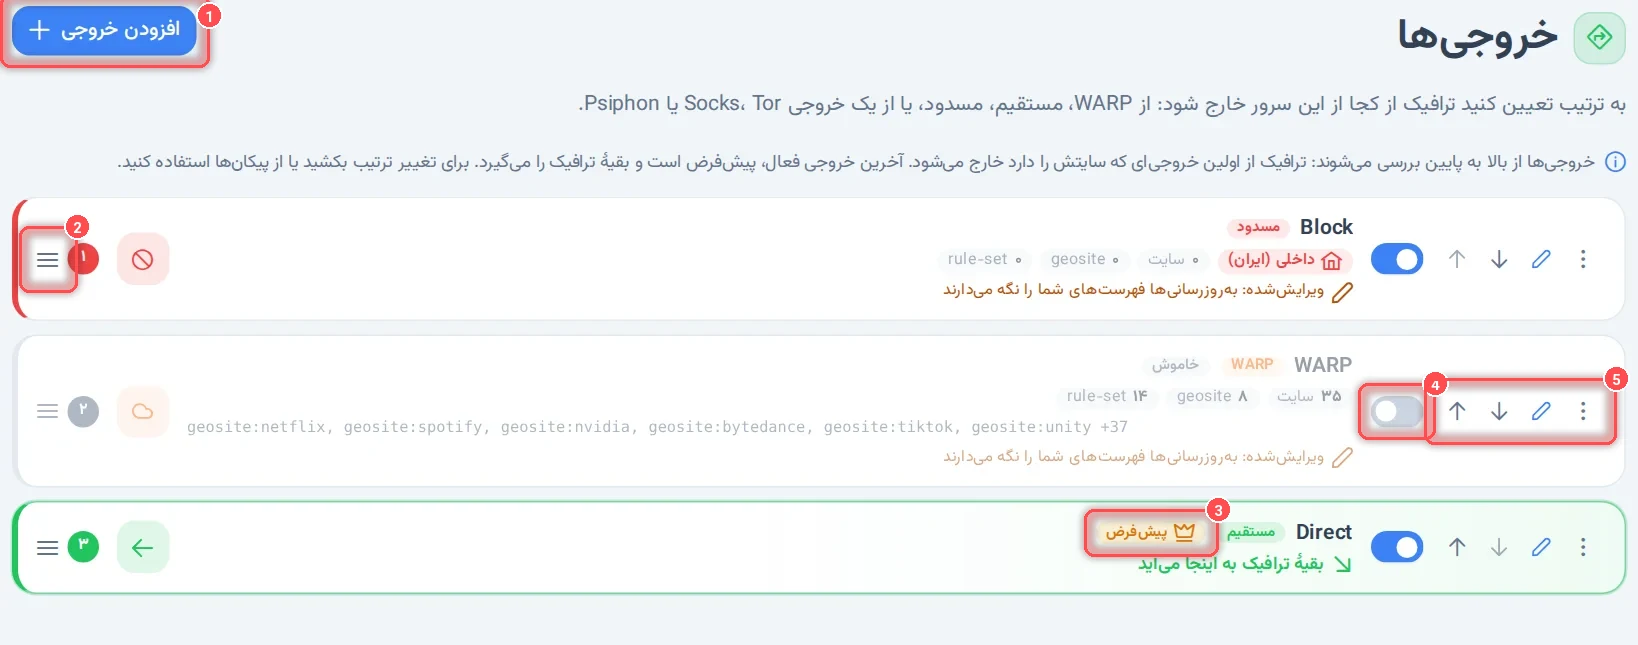 خروجی‌ها
افزودن خروجی
1
به ترتیب تعیین کنید ترافیک از کجا از این سرور خارج شود: از WARP، مستقیم، مسدود، یا از یک خروجی Socks، Tor یا Psiphon.
خروجی‌ها از بالا به پایین بررسی می‌شوند: ترافیک از اولین خروجی‌ای که سایتش را دارد خارج می‌شود. آخرین خروجی فعال، پیش‌فرض است و بقیهٔ ترافیک را می‌گیرد. برای تغییر ترتیب بکشید یا از پیکان‌ها استفاده کنید.
Block مسدود
داخلی (ایران) ۰ سایت ۰ geosite ۰ rule-set
ویرایش‌شده: به‌روزرسانی‌ها فهرست‌های شما را نگه می‌دارند
۱
2
WARP WARP خاموش
۳۵ سایت ۸ geosite ۱۴ rule-set
geosite:netflix, geosite:spotify, geosite:nvidia, geosite:bytedance, geosite:tiktok, geosite:unity +37
ویرایش‌شده: به‌روزرسانی‌ها فهرست‌های شما را نگه می‌دارند
۲
5
4
Direct مستقیم پیش‌فرض
3
بقیهٔ ترافیک به اینجا می‌آید
۳